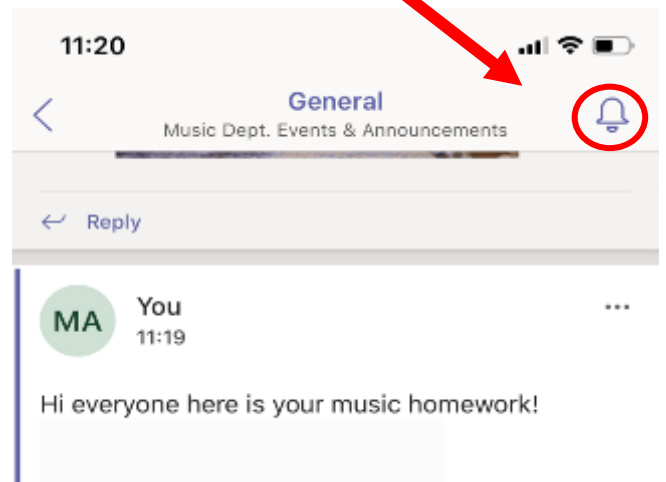 11:20
General
Music Dept. Events & Announcements
Reply
MA
You
11:19
Hi everyone here is your music homework!